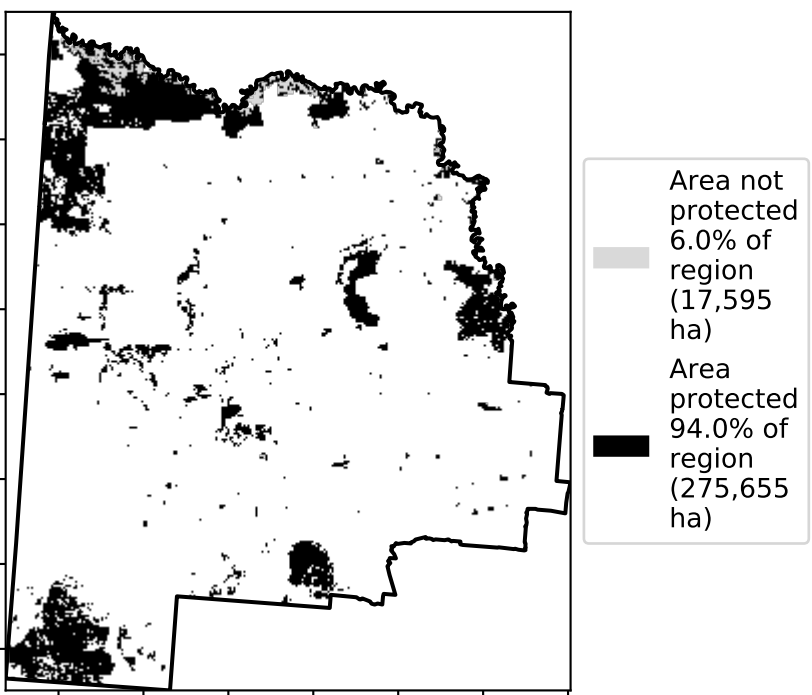 Area not
protected
6.0% of
region
(17,595
ha)
Area
protected
94.0% of
region
(275,655
ha)